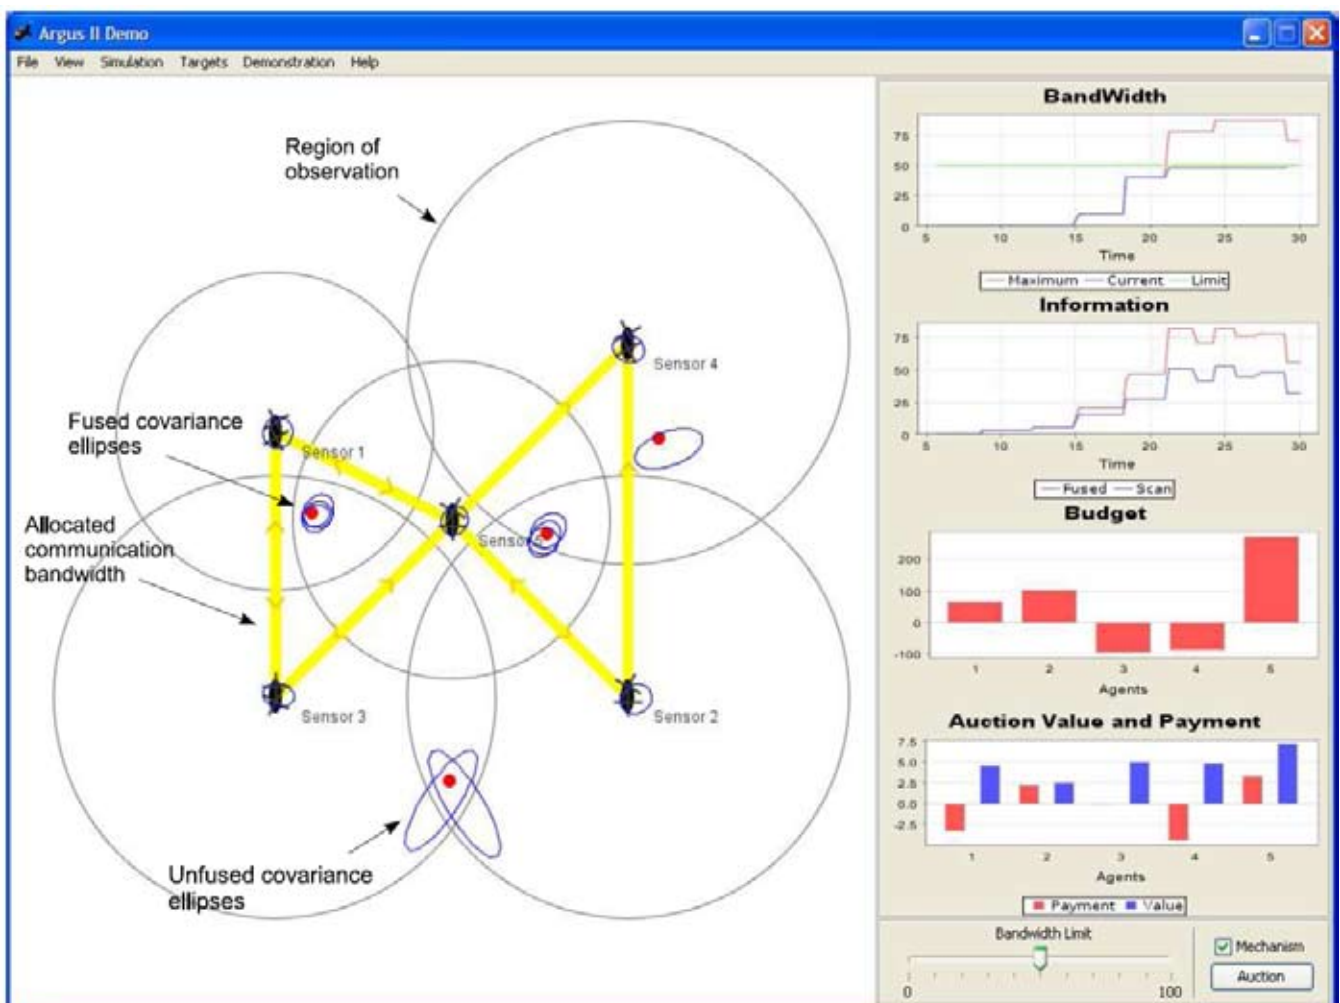 Argus II Demo
File View Simulation Targets Demonstration Help
Region of
observation
Sensor 4
Fused covariance
ellipses
Sensor 1
Sensor
Allocated
communication
bandwidth
Sensor 3
Sensor 2
Unfused covariance
ellipses
BandWidth
75
50
25
0
5 10 15 20 25 30
Time
Maximum Current Limit
Information
75
50
25
0
5 10 15 20 25 30
Time
Fused Scan
Budget
200
100
0
-100
1 2 3 4 5
Agents
Auction Value and Payment
7.5
5.0
2.5
0.0
-2.5
1 2 3 4 5
Agents
Payment Value
Bandwidth Limit
0 100
Mechanism
Auction